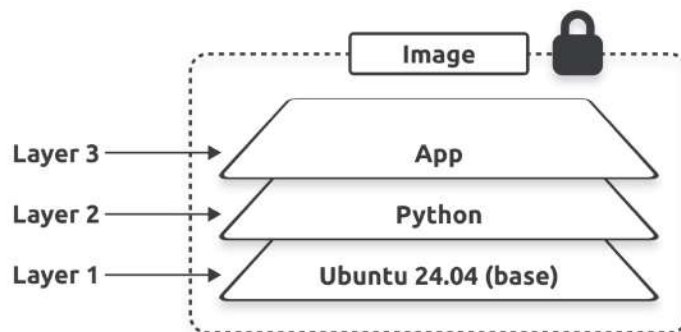 Image
Layer 3
App
Layer 2
Python
Layer 1
Ubuntu 24.04 (base)